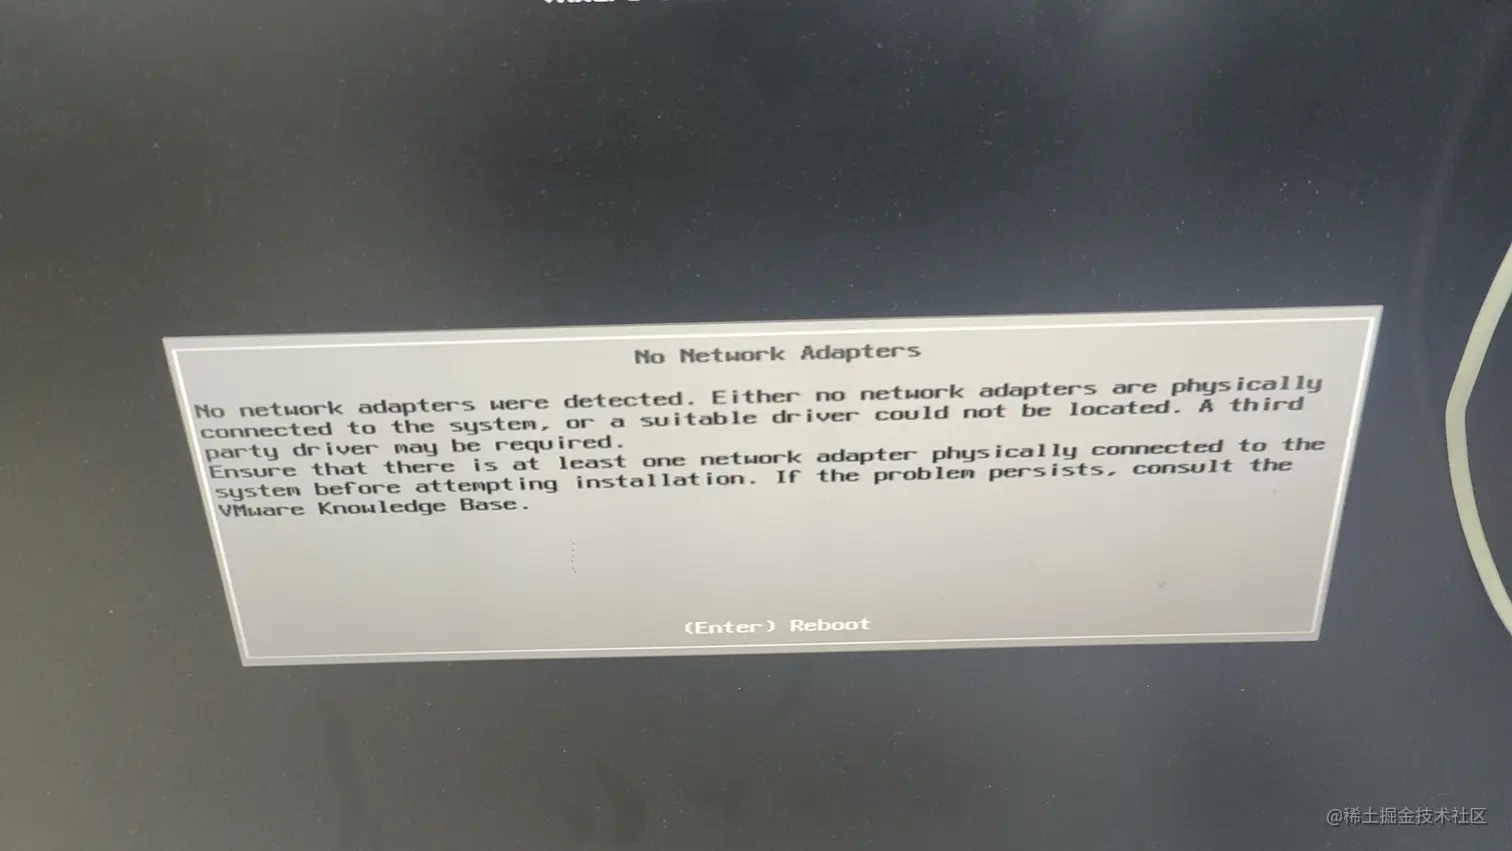 No Network Adapters
No network adapters were detected. Either no network adapters are physically
connected to the system, or a suitable driver could not be located. A third
party driver may be required.
Ensure that there is at least one network adapter physically connected to the
system before attempting installation. If the problem persists, consult the
VMware Knowledge Base.
(Enter) Reboot
@稀土掘金技术社区